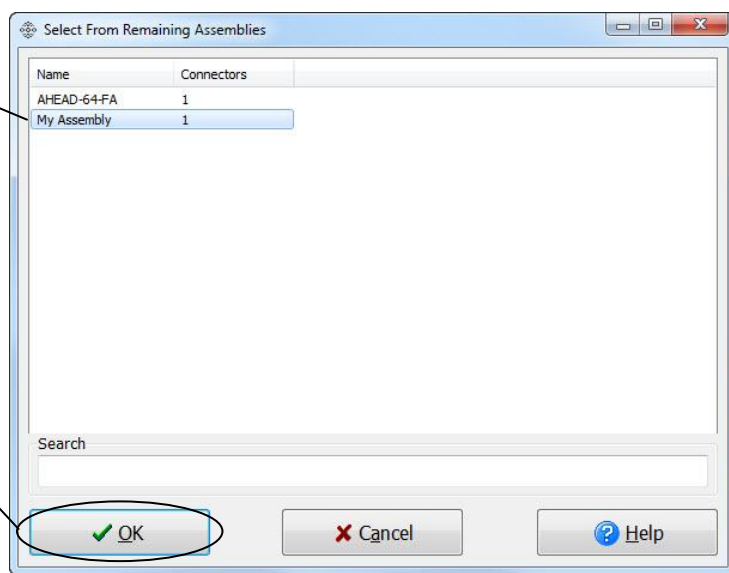 Select From Remaining Assemblies
Name Connectors
AHEAD-64-FA 1
My Assembly 1
Search
OK Cancel Help